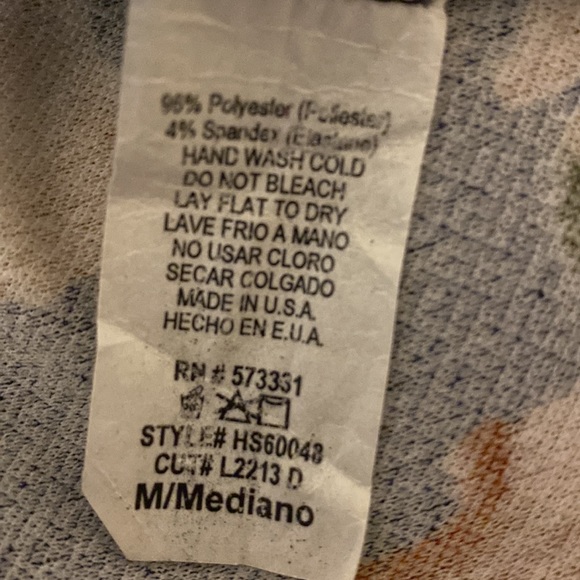 96% Polyester (Poliester)
4% Spandex (Elastano)
HAND WASH COLD
DO NOT BLEACH
LAY FLAT TO DRY
LAVE FRIO A MANO
NO USAR CLORO
SECAR COLGADO
MADE IN U.S.A.
HECHO EN E.U.A.
RN # 573331
STYLE# HS60048
CUT# L2213 D
M/Mediano